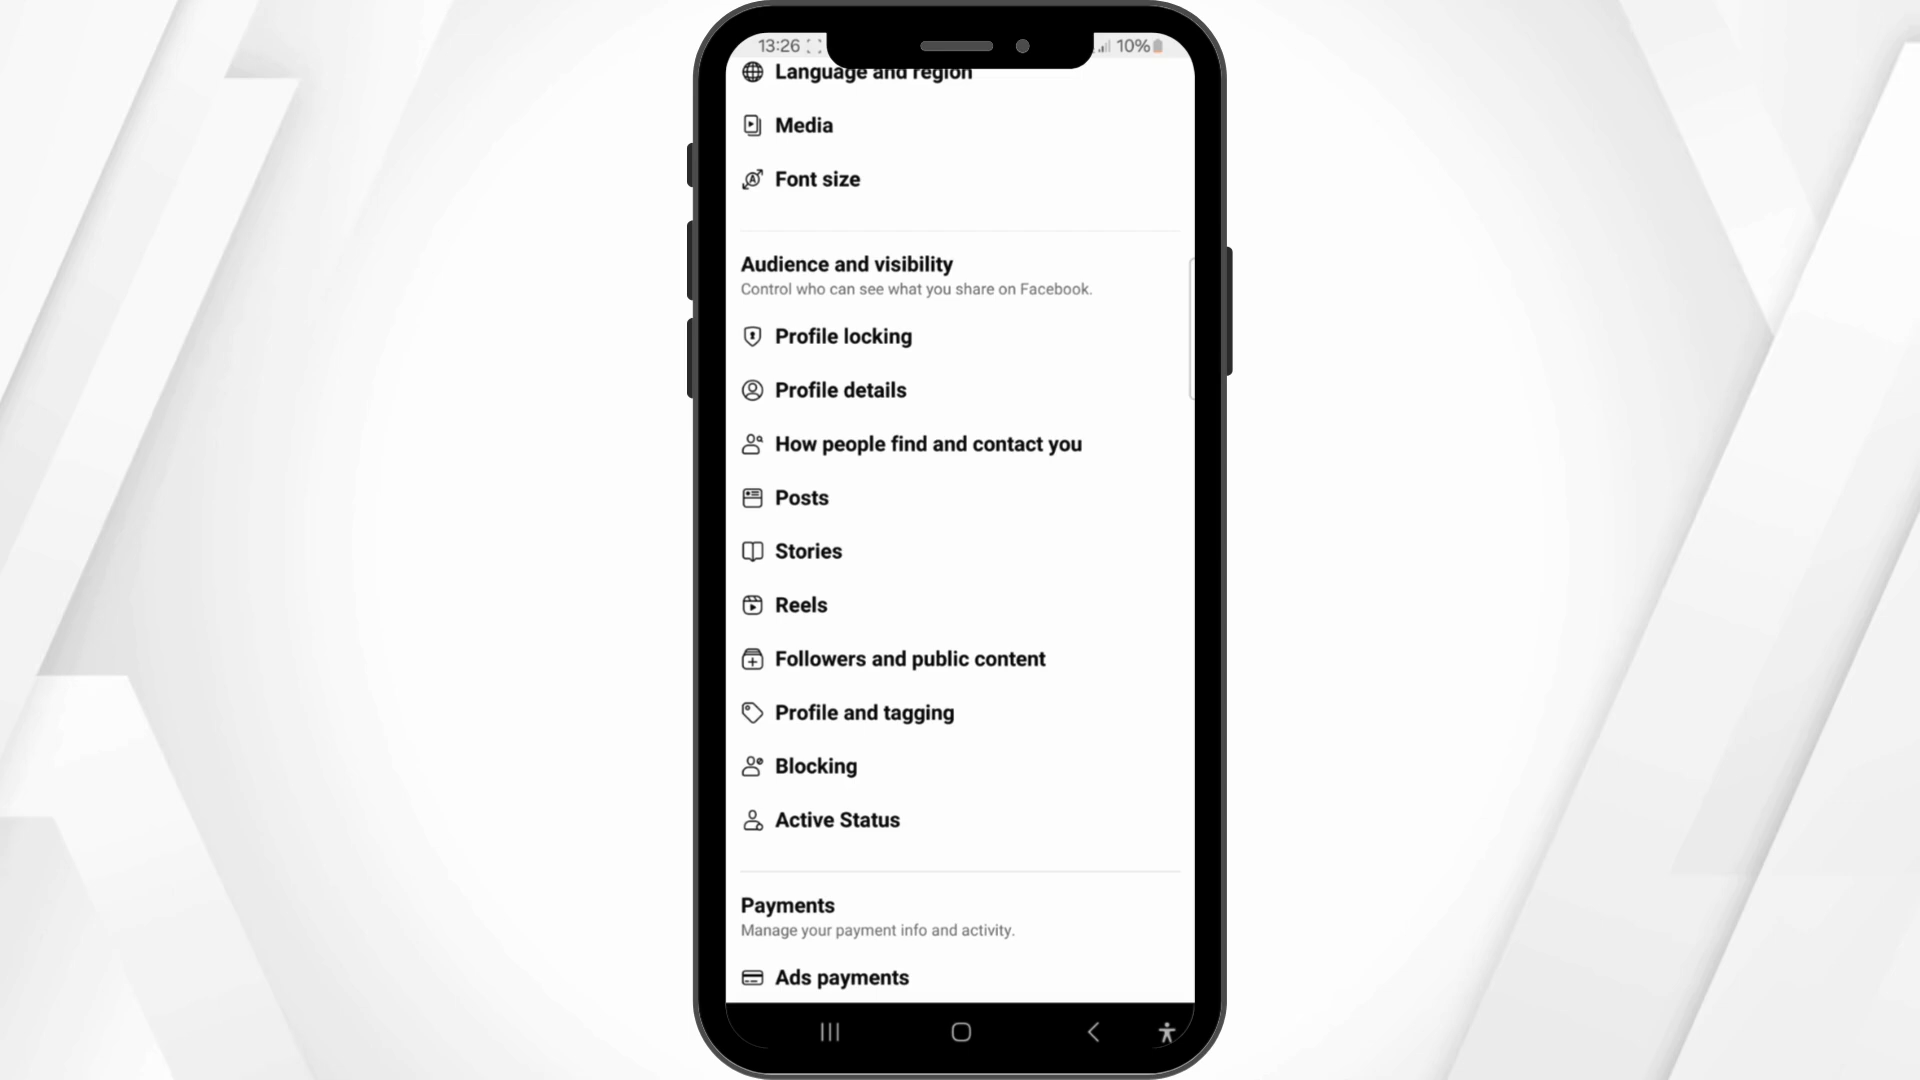 13:26 10%
Language and region
Media
Font size
Audience and visibility
Control who can see what you share on Facebook.
Profile locking
Profile details
How people find and contact you
Posts
Stories
Reels
Followers and public content
Profile and tagging
Blocking
Active Status
Payments
Manage your payment info and activity.
Ads payments